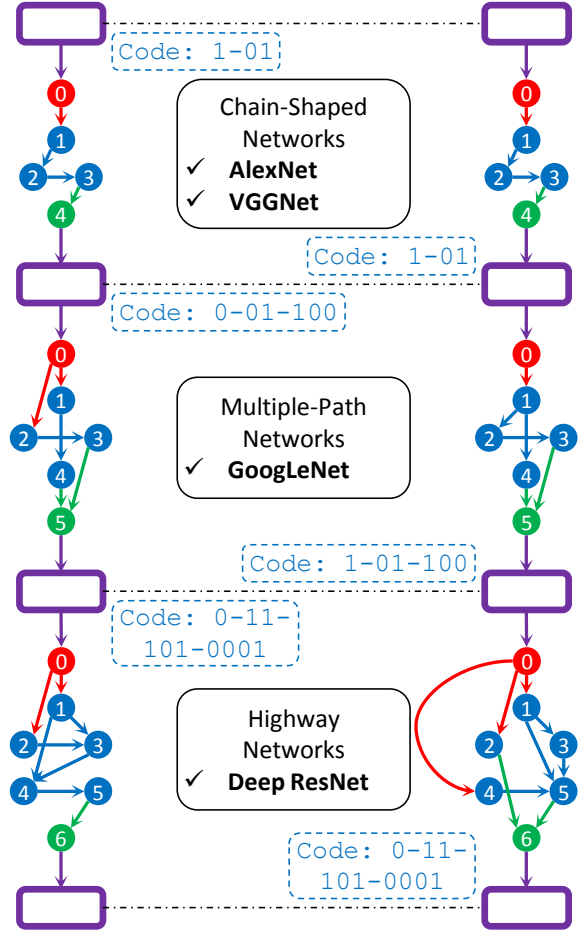 Code: 1-01
0
1
2 3
4
Chain-Shaped
Networks
✓ AlexNet
✓ VGGNet
0
1
2 3
4
Code: 1-01
Code: 0-01-100
0
1
2 3
4
5
Multiple-Path
Networks
✓ GoogLeNet
0
1
2 3
4
5
Code: 1-01-100
Code: 0-11-
101-0001
0
1
2 3
4 5
6
Highway
Networks
✓ Deep ResNet
0
1
2 3
4 5
6
Code: 0-11-
101-0001